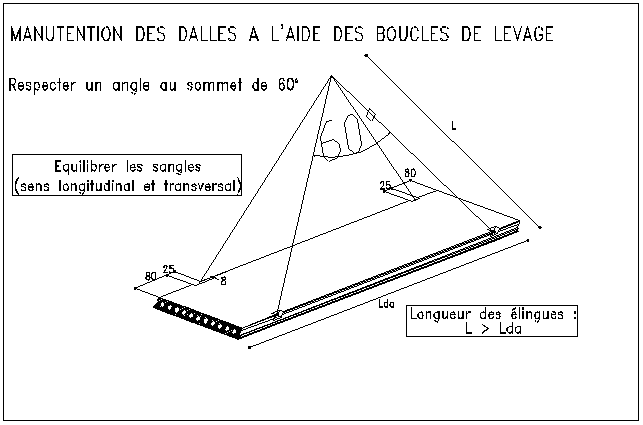 MANUTENTION DES DALLES A L'AIDE DES BOUCLES DE LEVAGE
Respecter un angle au sommet de 60°
60°
L
Equilibrer les sangles
(sens longitudinal et transversal)
80
25
80
25
8
Lda
Longueur des élingues :
L > Lda